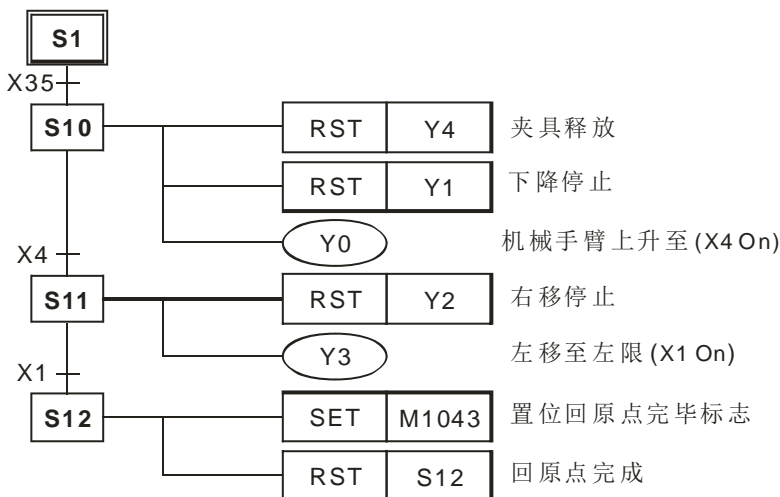 S1
X35
S10 RST Y4 夹具释放
RST Y1 下降停止
Y0 机械手臂上升至(X4 On)
X4
S11 RST Y2 右移停止
Y3 左移至左限(X1 On)
X1
S12 SET M1043 置位回原点完毕标志
RST S12 回原点完成